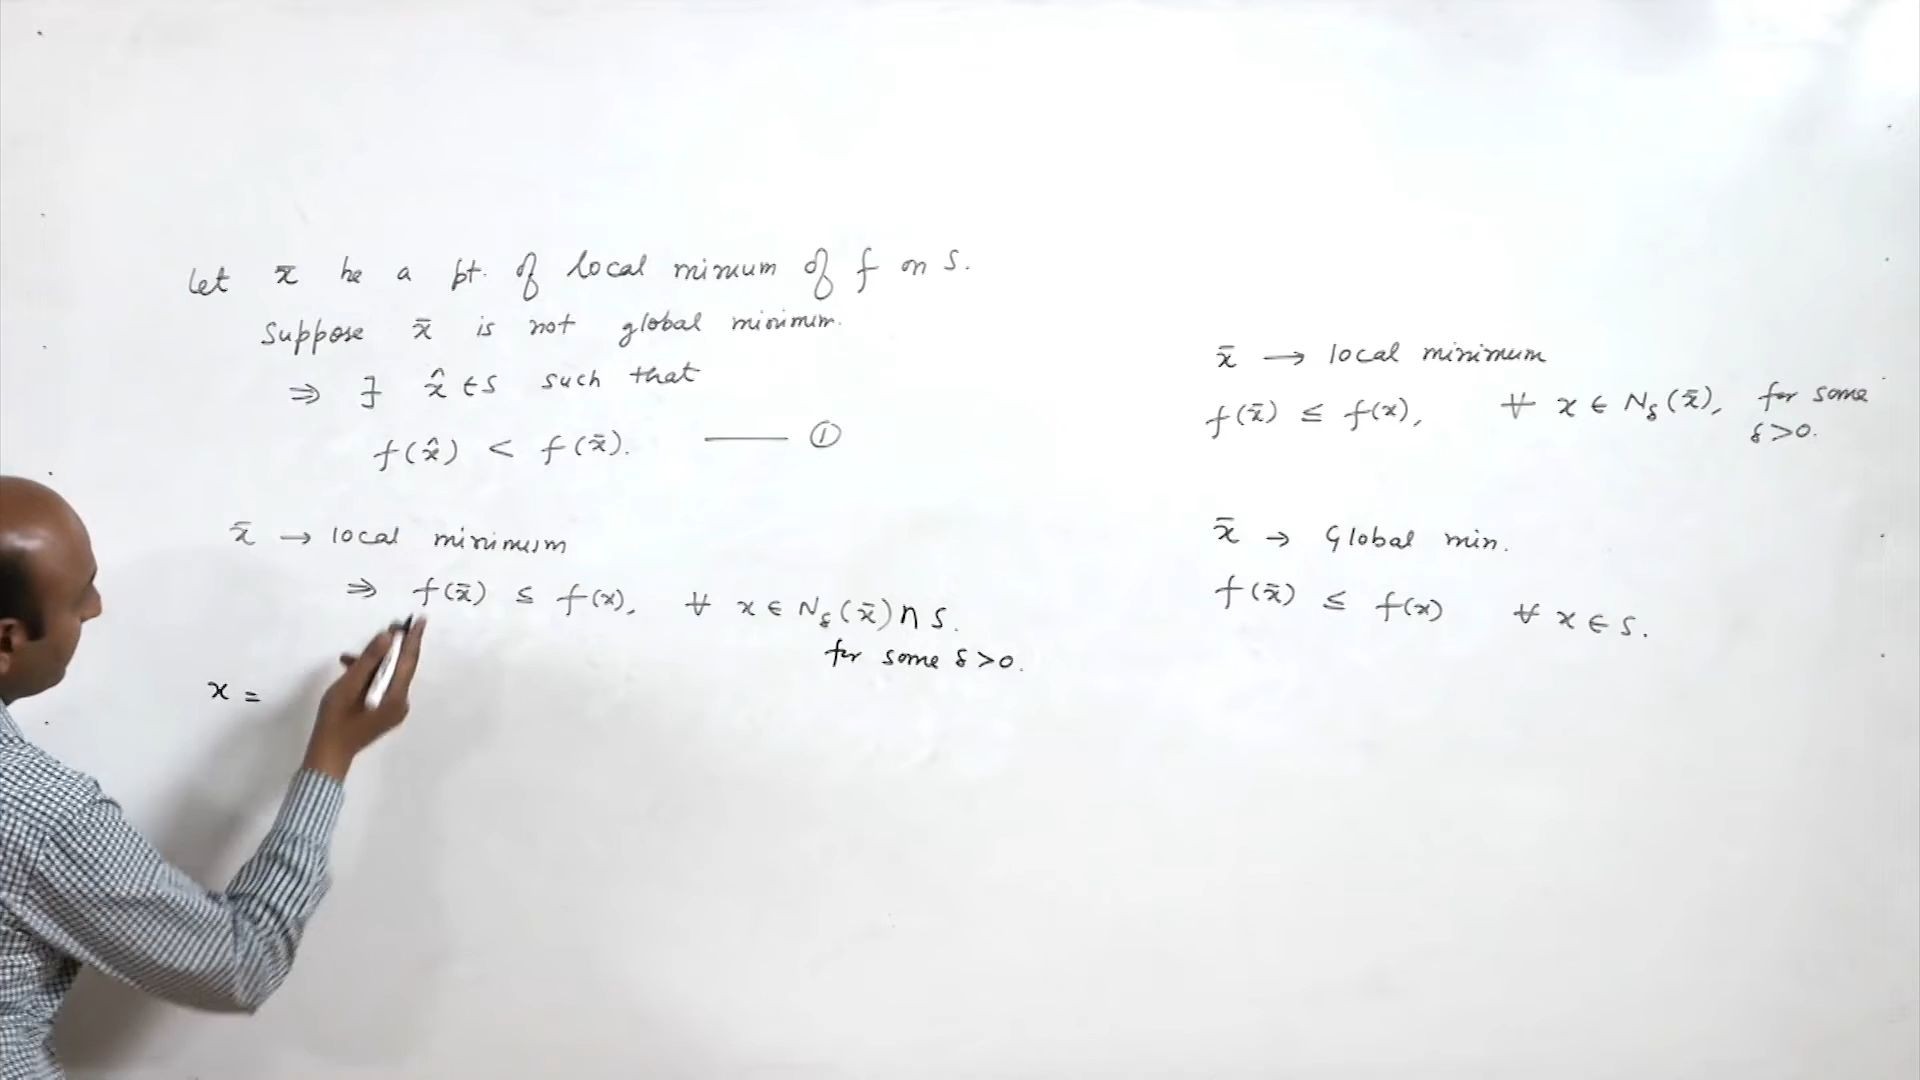 Let x̄ be a pt. of local minimum of f on S.
Suppose x̄ is not global minimum.
⇒ ∃ x̂ ∈ S such that
f(x̂) < f(x̄). —— ①
x̄ → local minimum
⇒ f(x̄) ≤ f(x), ∀ x ∈ N_δ(x̄) ∩ S.
for some δ>0.
x =
x̄ → local minimum
f(x̄) ≤ f(x), ∀ x ∈ N_δ(x̄), for some
δ>0.
x̄ → Global min.
f(x̄) ≤ f(x) ∀ x ∈ S.